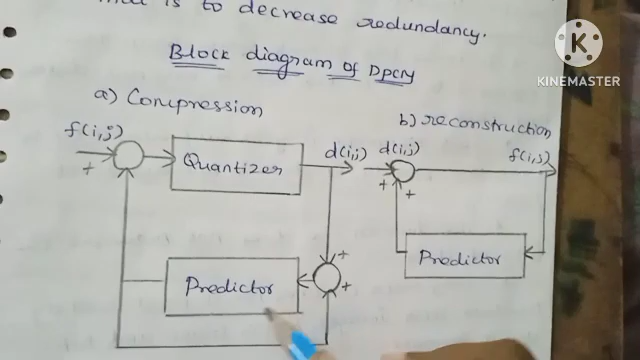 that is to decrease redundancy.
Block diagram of DPCM
a) Compression
b) reconstruction
f(i,j)
+
Quantizer
d(i,j)
d(i,j)
f(i,j)
+
+
+
+
Predictor
Predictor
K
KINEMASTER